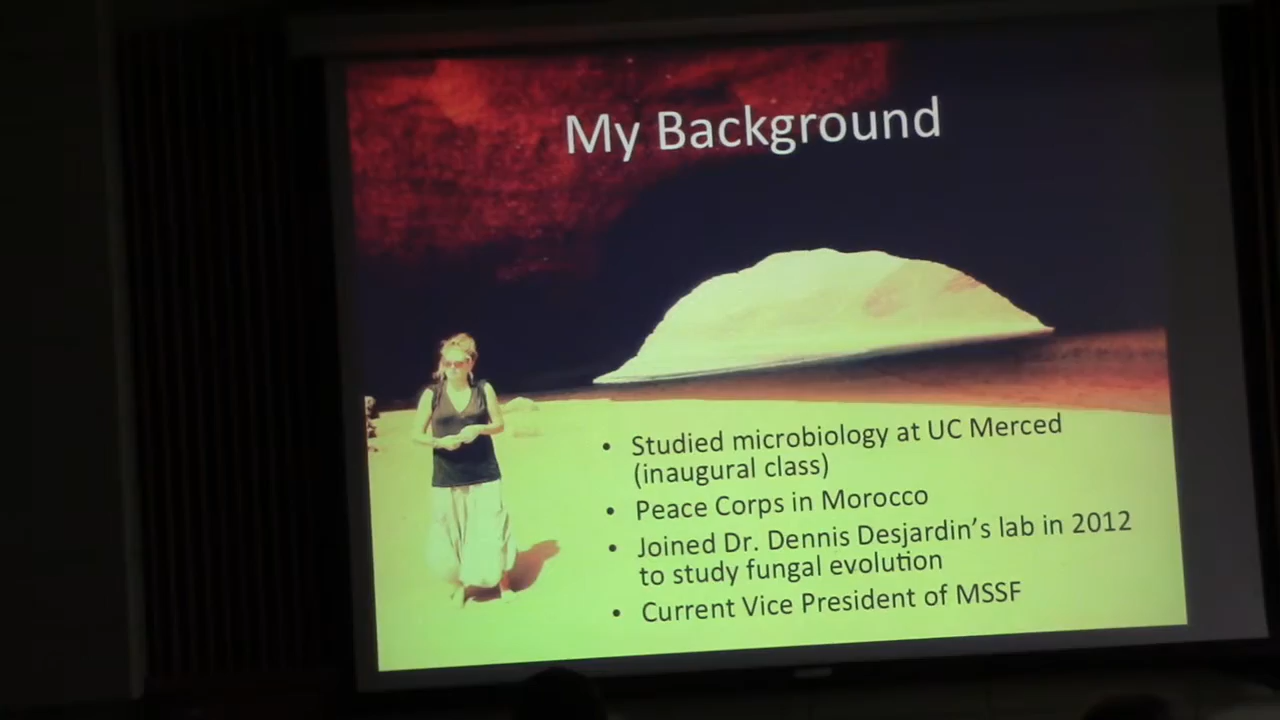 My Background
• Studied microbiology at UC Merced
(inaugural class)
• Peace Corps in Morocco
• Joined Dr. Dennis Desjardin's lab in 2012
to study fungal evolution
• Current Vice President of MSSF